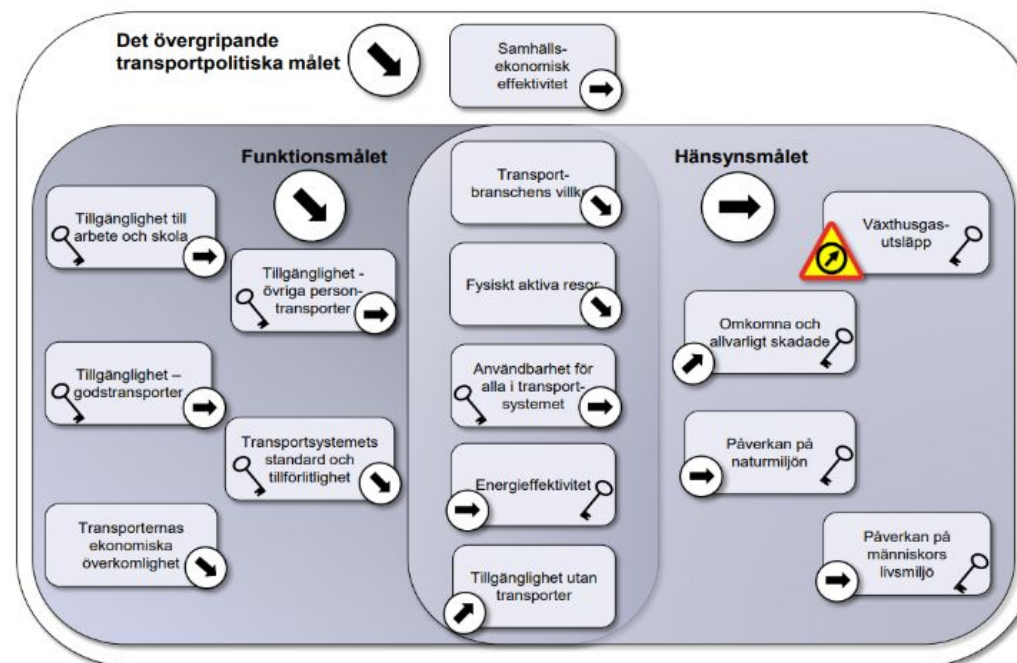 Det övergripande
transportpolitiska målet
Samhälls-
ekonomisk
effektivitet
Funktionsmålet
Hänsynsmålet
Tillgänglighet till
arbete och skola
Tillgänglighet -
övriga person-
transporter
Tillgänglighet –
godstransporter
Transportsystemets
standard och
tillförlitlighet
Transporternas
ekonomiska
överkomlighet
Transport-
branschens villkor
Fysiskt aktiva resor
Användbarhet för
alla i transport-
systemet
Energieffektivitet
Tillgänglighet utan
transporter
Växthusgas-
utsläpp
Omkomna och
allvarligt skadade
Påverkan på
naturmiljön
Påverkan på
människors
livsmiljö